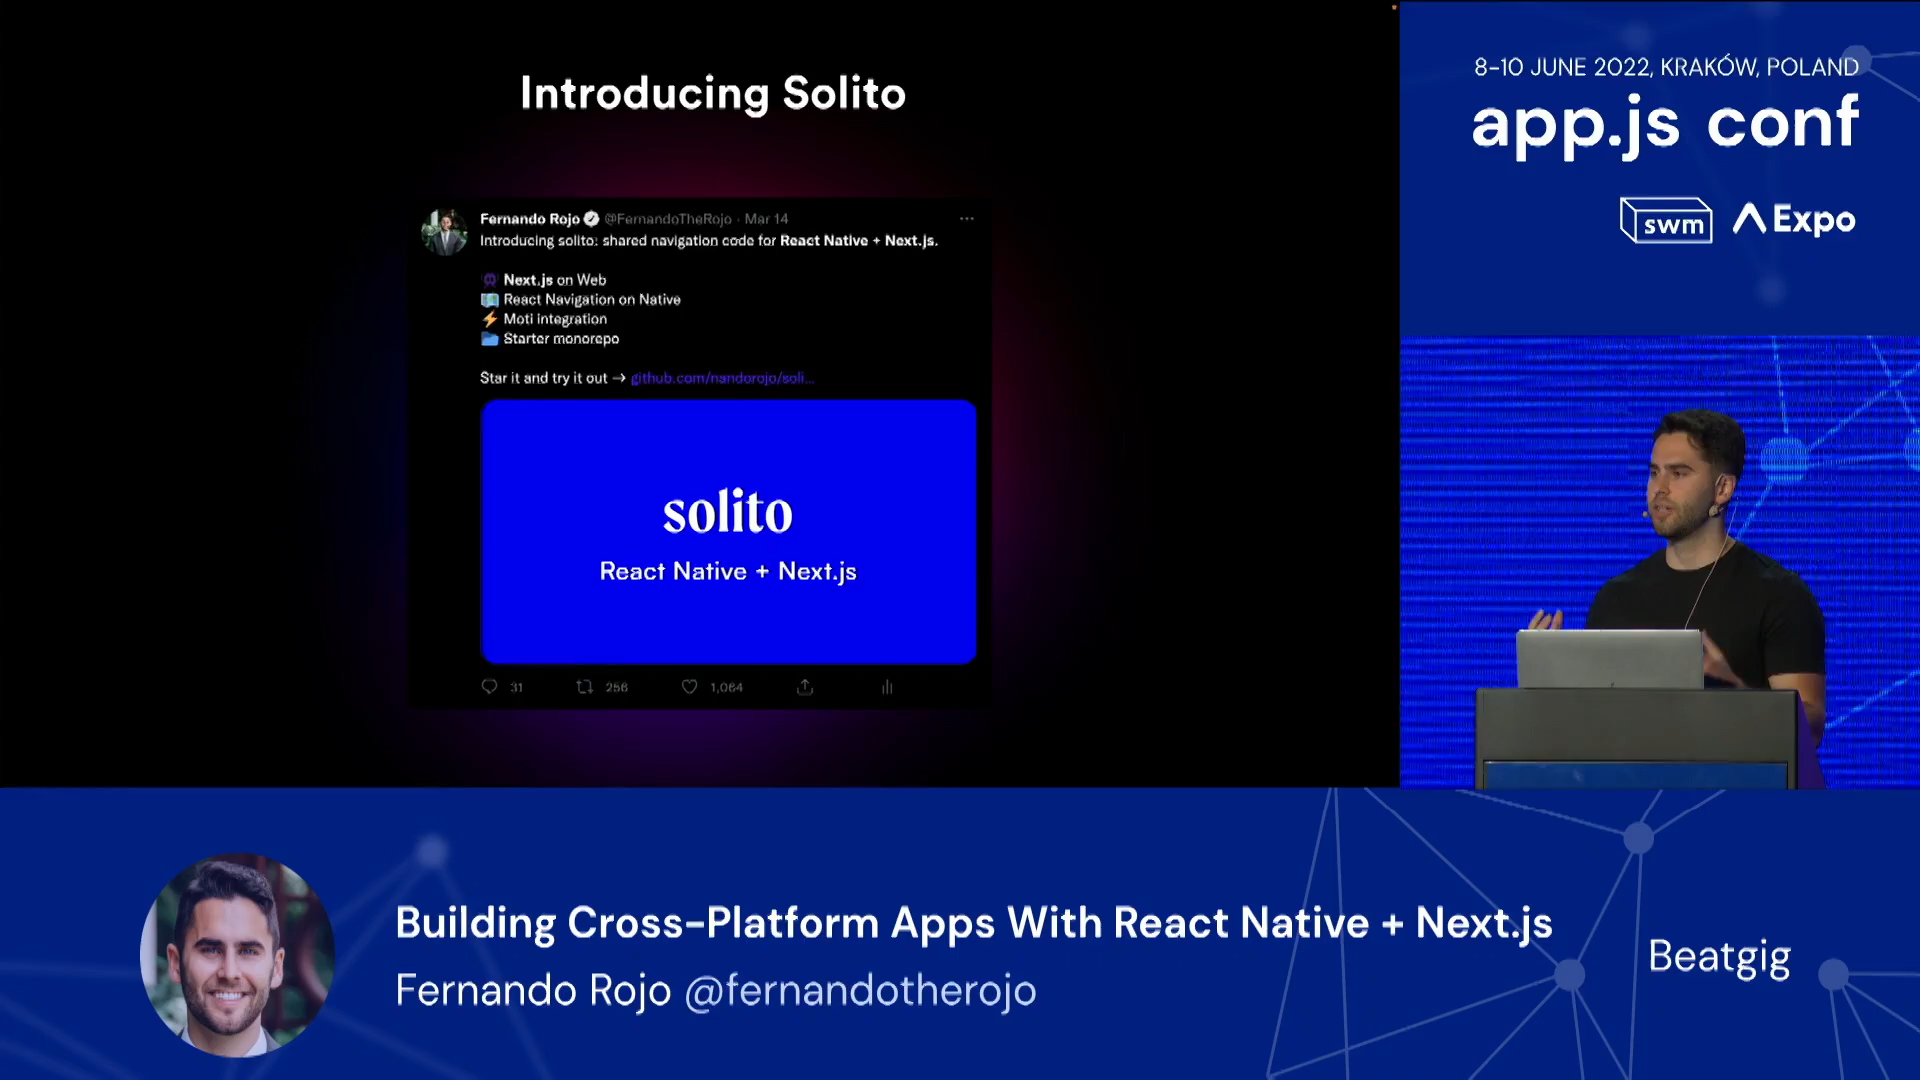 Introducing Solito
Fernando Rojo @FernandoTheRojo · Mar 14
Introducing solito: shared navigation code for React Native + Next.js.
Next.js on Web
React Navigation on Native
Moti integration
Starter monorepo
Star it and try it out → github.com/nandorojo/soli...
solito
React Native + Next.js
31 256 1,064
8-10 JUNE 2022, KRAKÓW, POLAND
app.js conf
swm Expo
Building Cross-Platform Apps With React Native + Next.js
Fernando Rojo @fernandotherojo
Beatgig